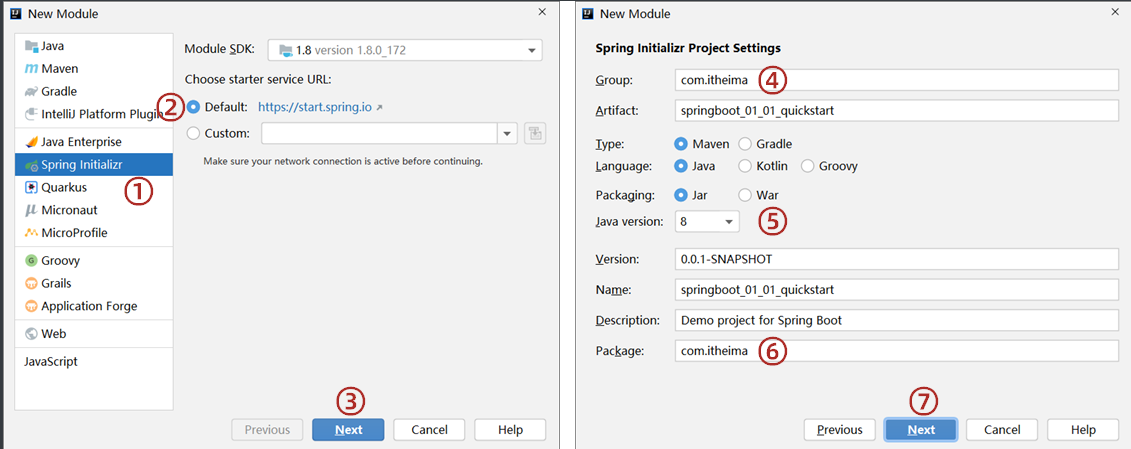 New Module
Java
Maven
Gradle
IntelliJ Platform Plugin
Java Enterprise
Spring Initializr
①
Quarkus
Micronaut
MicroProfile
Groovy
Grails
Application Forge
Web
JavaScript
Module SDK: 1.8 version 1.8.0_172
Choose starter service URL:
② Default: https://start.spring.io
Custom:
Make sure your network connection is active before continuing.
③
Previous Next Cancel Help
New Module
Spring Initializr Project Settings
Group: com.itheima ④
Artifact: springboot_01_01_quickstart
Type: Maven Gradle
Language: Java Kotlin Groovy
Packaging: Jar War
Java version: 8 ⑤
Version: 0.0.1-SNAPSHOT
Name: springboot_01_01_quickstart
Description: Demo project for Spring Boot
Package: com.itheima ⑥
⑦
Previous Next Cancel Help